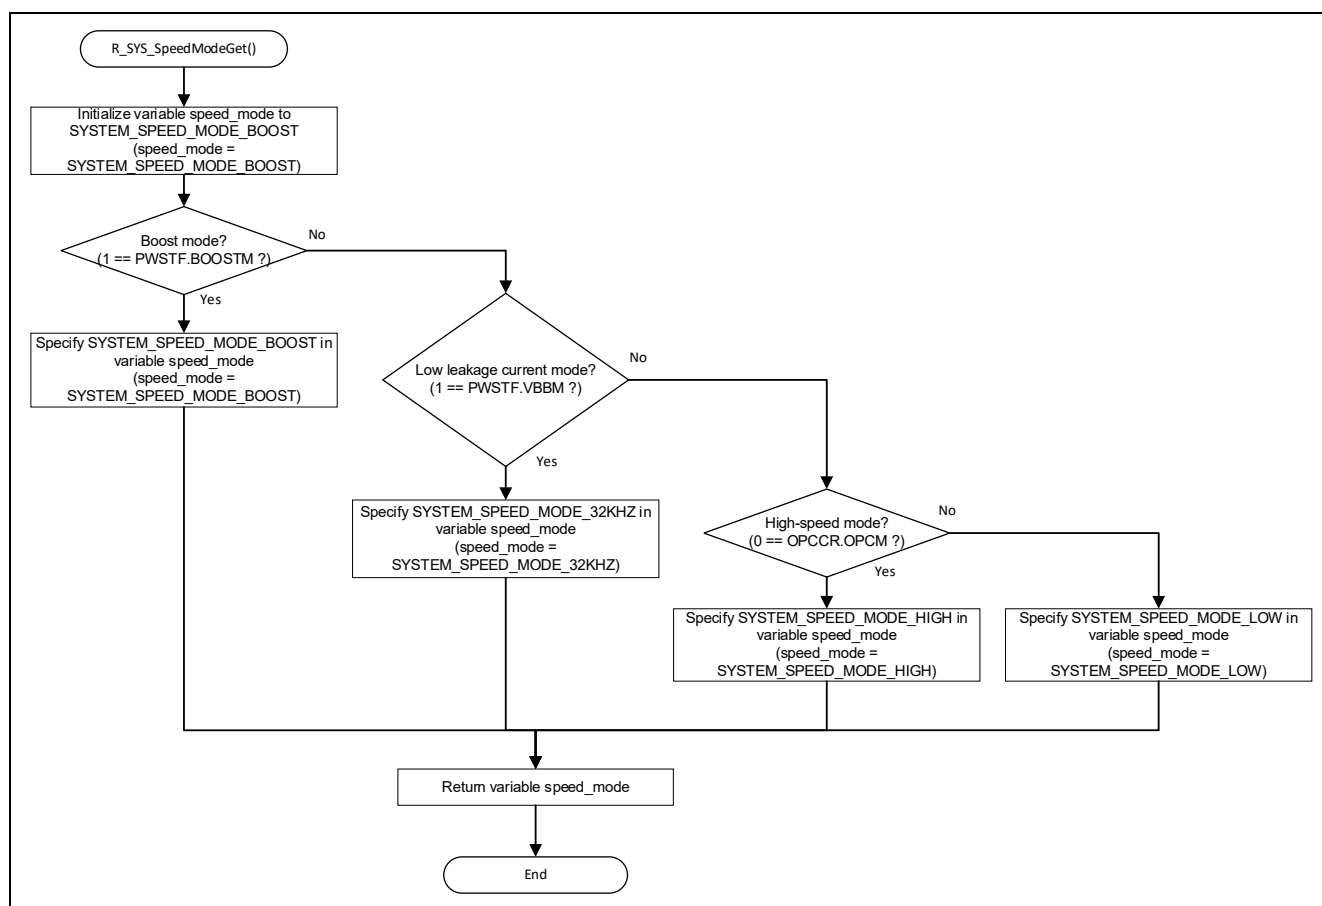 R_SYS_SpeedModeGet()
Initialize variable speed_mode to
SYSTEM_SPEED_MODE_BOOST
(speed_mode =
SYSTEM_SPEED_MODE_BOOST)
Boost mode?
(1 == PWSTF.BOOSTM ?)
No
Yes
Specify SYSTEM_SPEED_MODE_BOOST in
variable speed_mode
(speed_mode =
SYSTEM_SPEED_MODE_BOOST)
Low leakage current mode?
(1 == PWSTF.VBBM ?)
No
Yes
Specify SYSTEM_SPEED_MODE_32KHZ in
variable speed_mode
(speed_mode =
SYSTEM_SPEED_MODE_32KHZ)
High-speed mode?
(0 == OPCCR.OPCM ?)
No
Yes
Specify SYSTEM_SPEED_MODE_HIGH in
variable speed_mode
(speed_mode =
SYSTEM_SPEED_MODE_HIGH)
Specify SYSTEM_SPEED_MODE_LOW in
variable speed_mode
(speed_mode =
SYSTEM_SPEED_MODE_LOW)
Return variable speed_mode
End